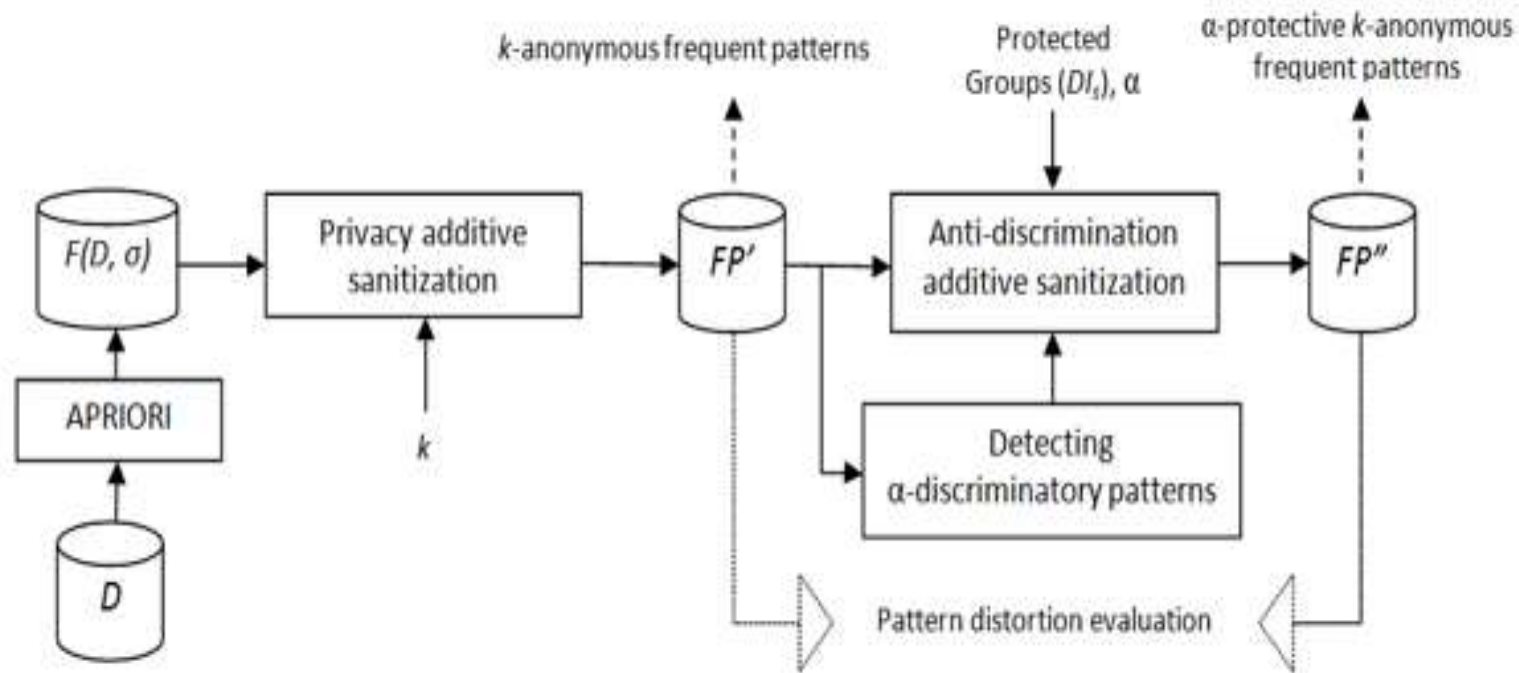 k-anonymous frequent patterns
Protected
Groups (DIs), α
α-protective k-anonymous
frequent patterns
F(D, σ)
Privacy additive
sanitization
FP'
Anti-discrimination
additive sanitization
FP''
APRIORI
k
Detecting
α-discriminatory patterns
D
Pattern distortion evaluation